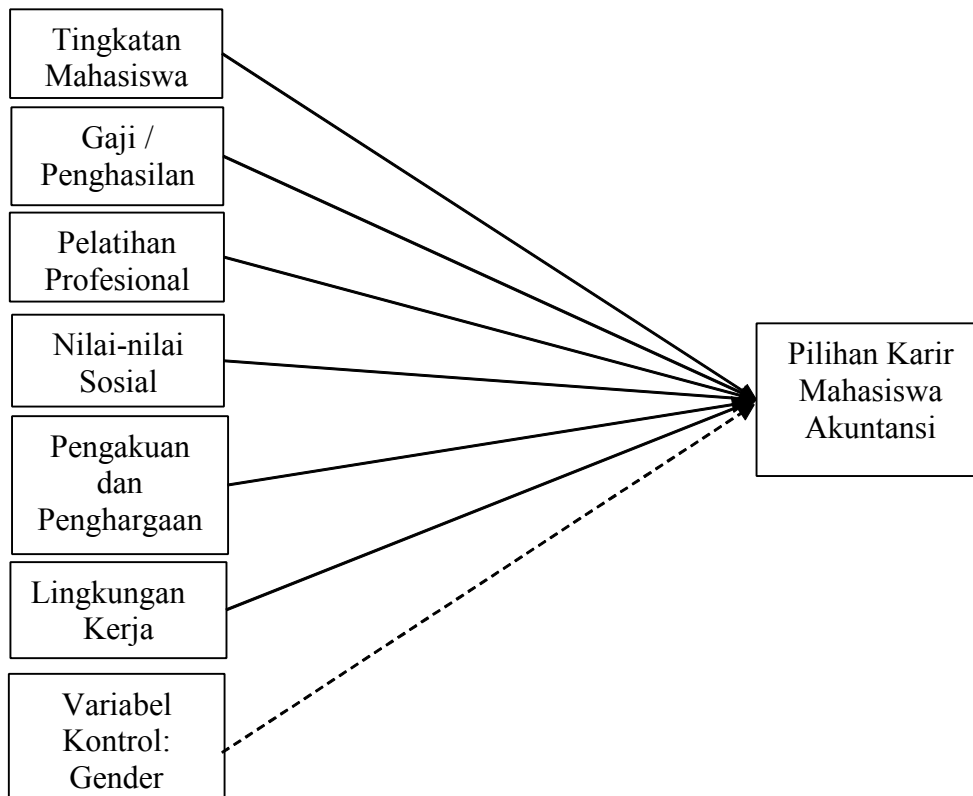 Tingkatan
Mahasiswa
Gaji /
Penghasilan
Pelatihan
Profesional
Nilai-nilai
Sosial
Pengakuan
dan
Penghargaan
Lingkungan
Kerja
Variabel
Kontrol:
Gender
Pilihan Karir
Mahasiswa
Akuntansi